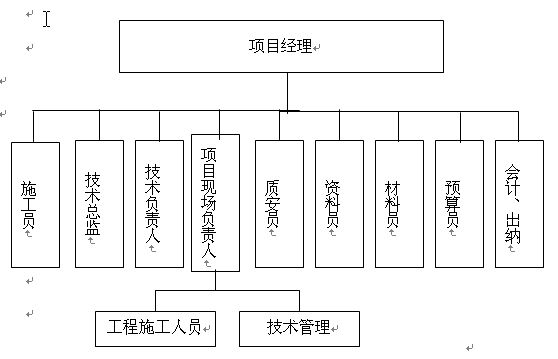 项目经理
施工员
技术总监
技术负责人
项目现场负责人
质安员
资料员
材料员
预算员
会计、出纳
工程施工人员
技术管理